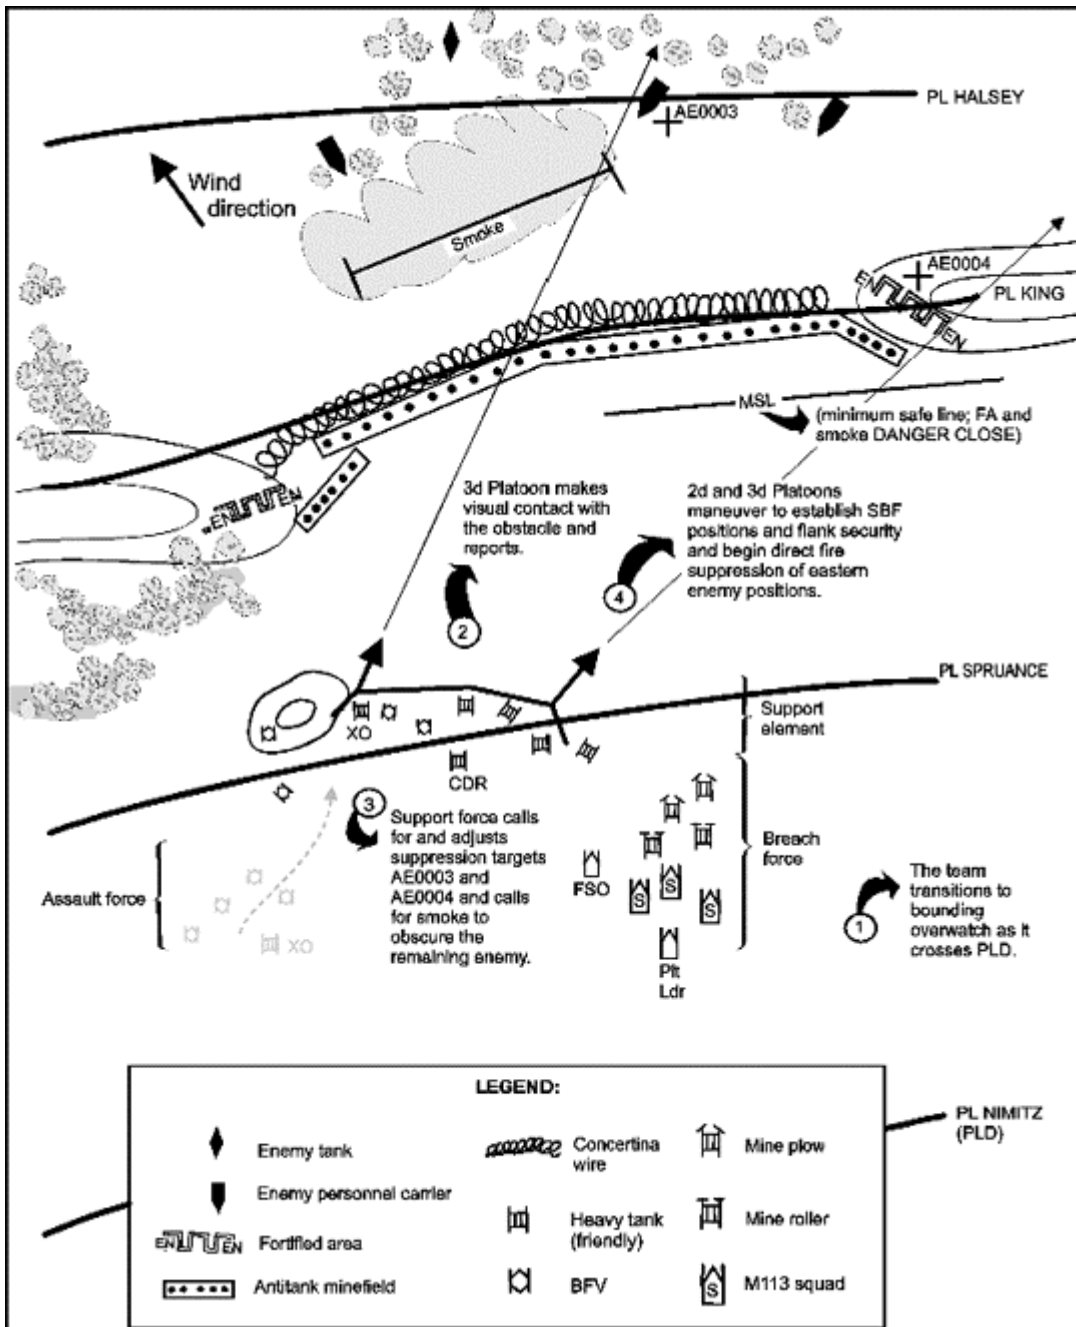 PL HALSEY
AE0003
Wind
direction
Smoke
AE0004
EN
EN
PL KING
MSL
(minimum safe line; FA and
smoke DANGER CLOSE)
EN
EN
3d Platoon makes
visual contact with
the obstacle and
reports.
2
2d and 3d Platoons
maneuver to establish SBF
positions and flank security
and begin direct fire
suppression of eastern
enemy positions.
4
PL SPRUANCE
Support
element
XO
CDR
3
Support force calls
for and adjusts
suppression targets
AE0003 and
AE0004 and calls
for smoke to
obscure the
remaining enemy.
Assault force
XO
FSO
S
S
S
Plt
Ldr
Breach
force
1
The team
transitions to
bounding
overwatch as it
crosses PLD.
PL NIMITZ
(PLD)
LEGEND:
Enemy tank
Enemy personnel carrier
EN
EN
Fortified area
Antitank minefield
Concertina
wire
Heavy tank
(friendly)
BFV
Mine plow
Mine roller
S
M113 squad